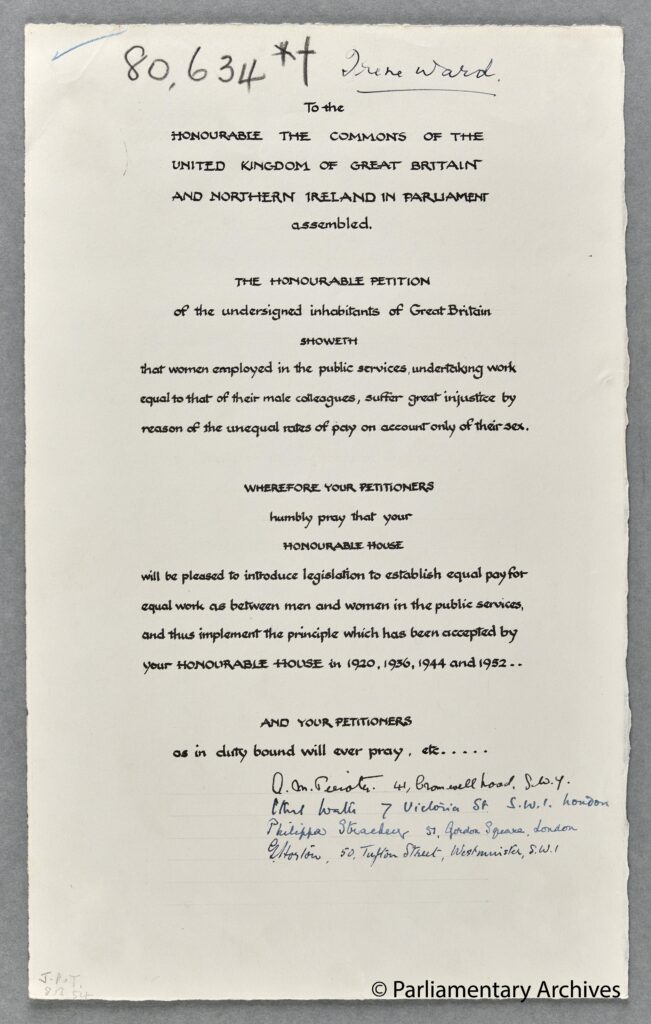 80,634 *† Irene Ward.
To the
HONOURABLE THE COMMONS OF THE
UNITED KINGDOM OF GREAT BRITAIN
AND NORTHERN IRELAND IN PARLIAMENT
assembled.
THE HONOURABLE PETITION
of the undersigned inhabitants of Great Britain
SHOWETH
that women employed in the public services, undertaking work
equal to that of their male colleagues, suffer great injustice by
reason of the unequal rates of pay on account only of their sex.
WHEREFORE YOUR PETITIONERS
humbly pray that your
HONOURABLE HOUSE
will be pleased to introduce legislation to establish equal pay for
equal work as between men and women in the public services,
and thus implement the principle which has been accepted by
your HONOURABLE HOUSE in 1920, 1936, 1944 and 1952 . .
AND YOUR PETITIONERS
as in duty bound will ever pray, etc. . . . .
41, Cromwell Road, S.W.7.
7 Victoria St S.W.1. London
Philippa Strachey 51, Gordon Square, London
50, Tufton Street, Westminster, S.W.1
© Parliamentary Archives